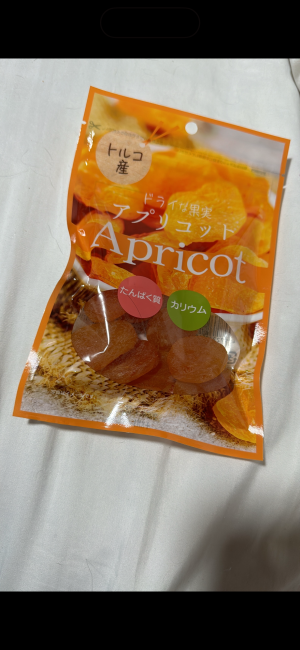 トルコ
産
ドライな果実
アプリコット
Apricot
たんぱく質
カリウム